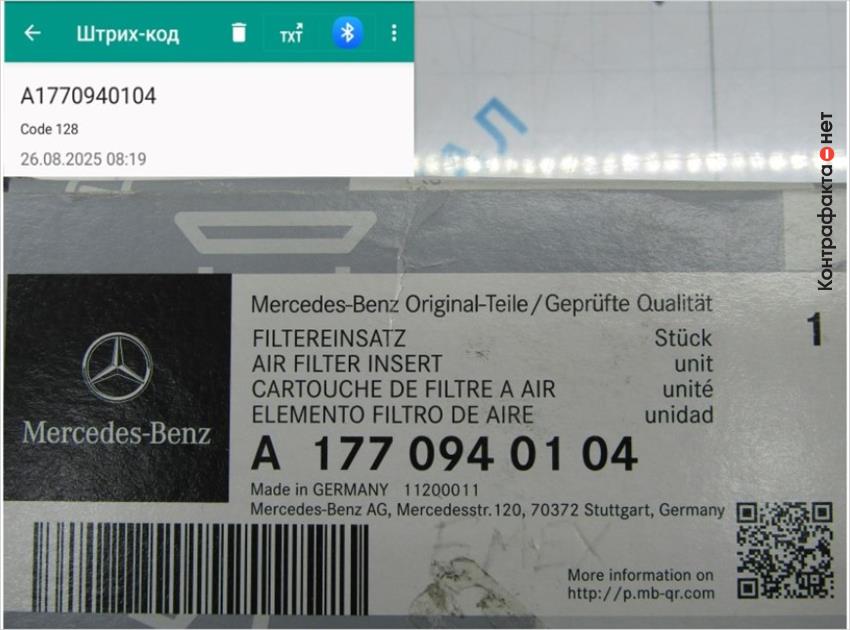 Штрих-код
TXT
A1770940104
Code 128
26.08.2025 08:19
АЛ
Контрафакта нет
Mercedes-Benz Original-Teile/Geprüfte Qualität
FILTEREINSATZ Stück 1
AIR FILTER INSERT unit
CARTOUCHE DE FILTRE A AIR unité
ELEMENTO FILTRO DE AIRE unidad
Mercedes-Benz
A 177 094 01 04
Made in GERMANY 11200011
Mercedes-Benz AG, Mercedesstr.120, 70372 Stuttgart, Germany
EMEX
More information on
http://p.mb-qr.com